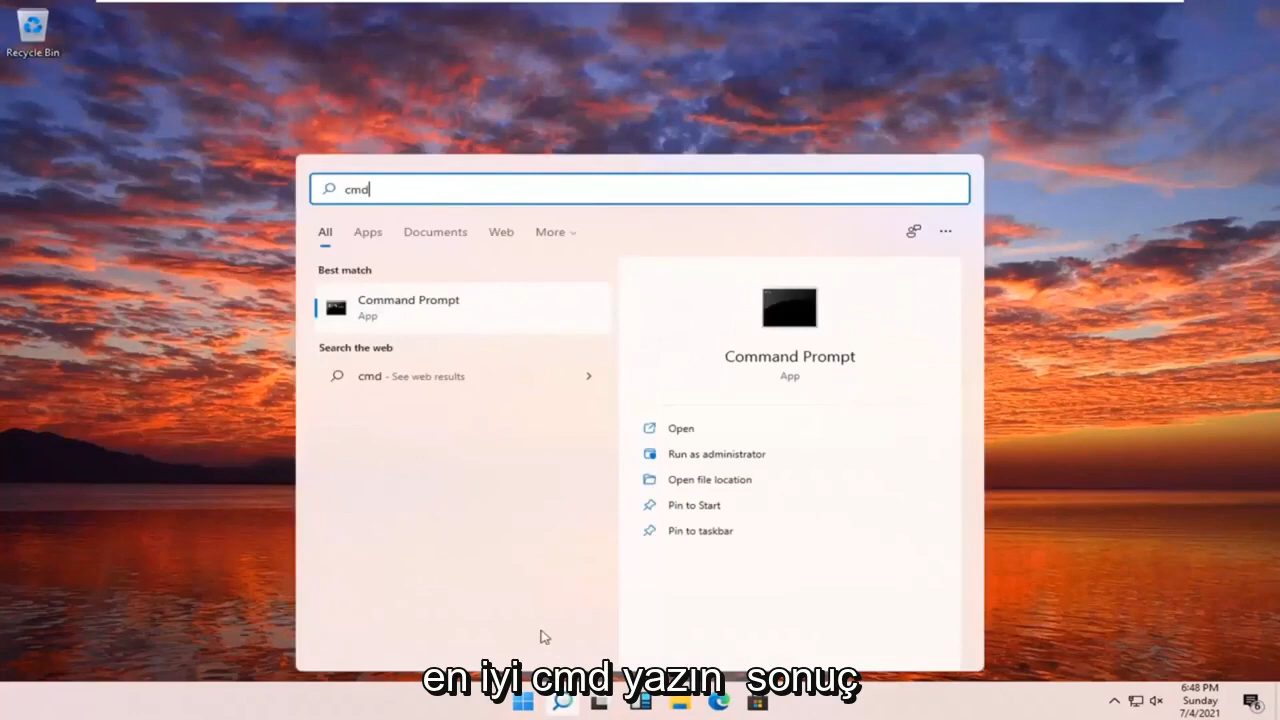 Recycle Bin
cmd
All Apps Documents Web More
Best match
Command Prompt
App
Search the web
cmd - See web results
Command Prompt
App
Open
Run as administrator
Open file location
Pin to Start
Pin to taskbar
en iyi cmd yazın sonuç
6:48 PM
Sunday
7/4/2021
6